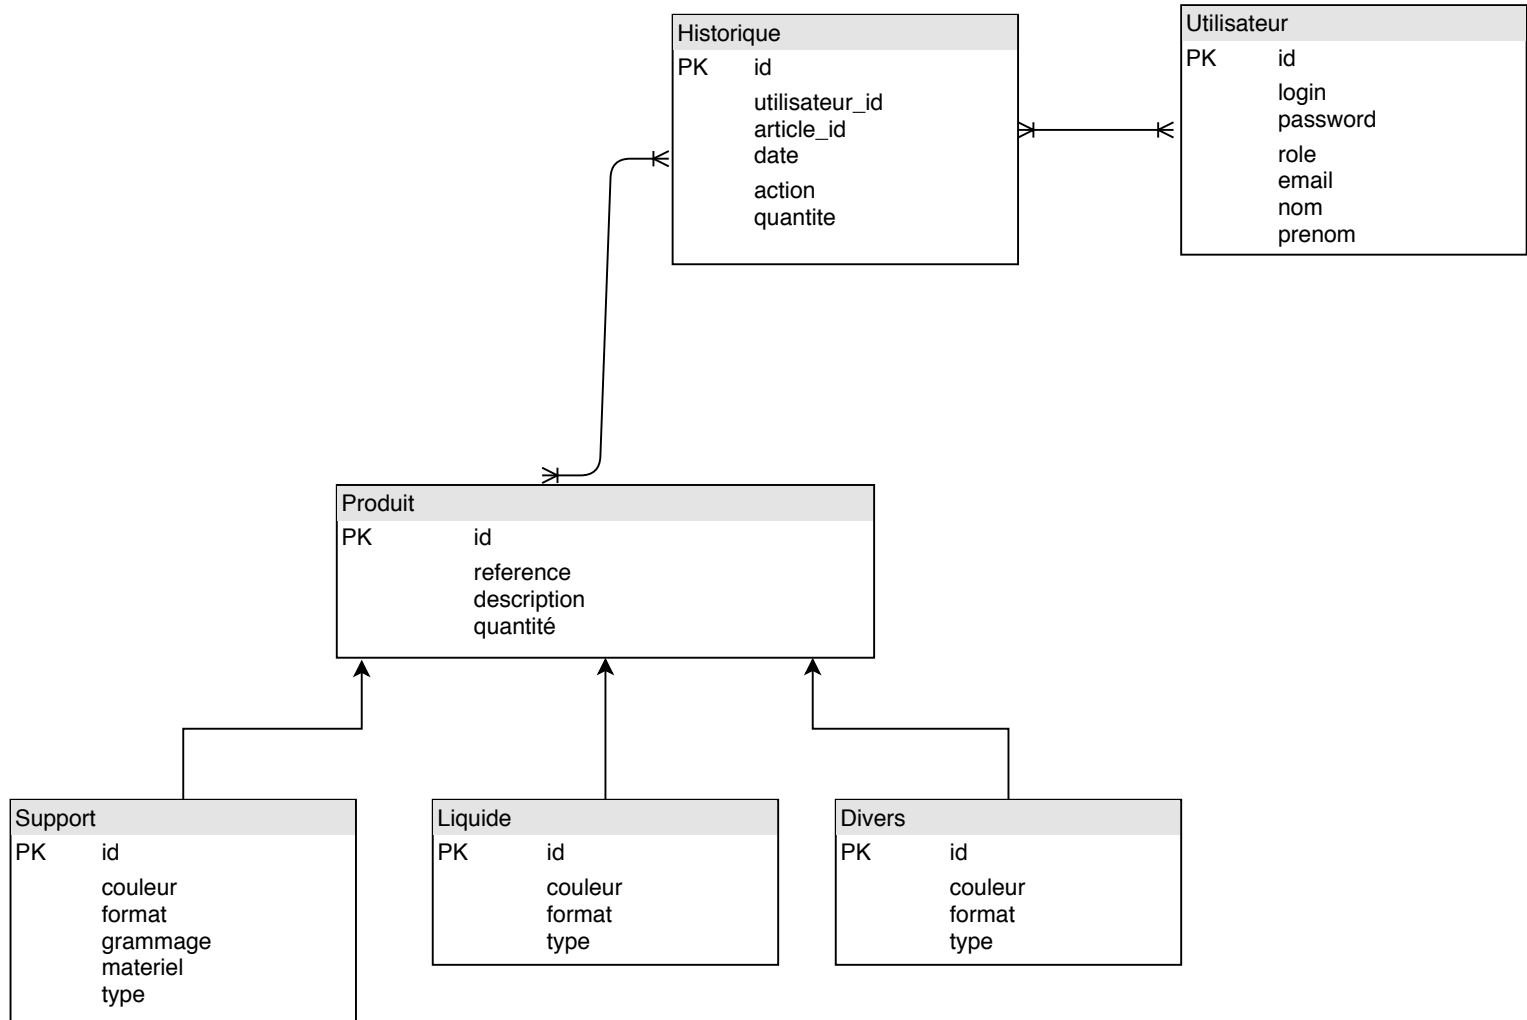 Historique
PK id
utilisateur_id
article_id
date
action
quantite
Utilisateur
PK id
login
password
role
email
nom
prenom
Produit
PK id
reference
description
quantité
Support
PK id
couleur
format
grammage
materiel
type
Liquide
PK id
couleur
format
type
Divers
PK id
couleur
format
type